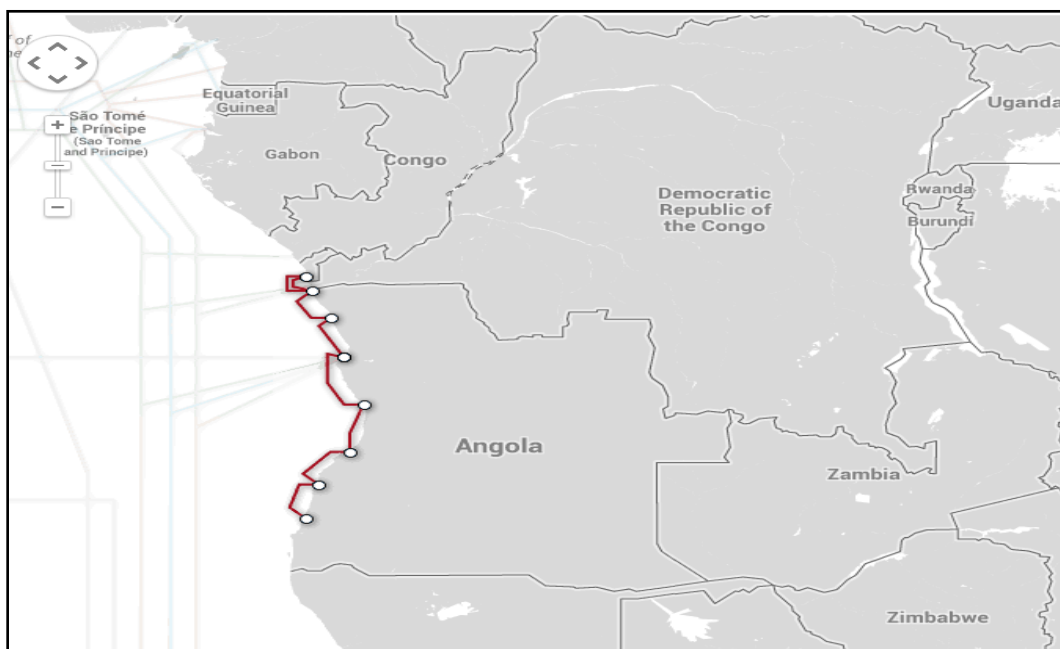 f of
ne
Equatorial
Guinea
São Tomé
e Príncipe
(Sao Tome
and Principe)
Gabon
Congo
Uganda
Democratic
Republic of
the Congo
Rwanda
Burundi
Angola
Zambia
Zimbabwe